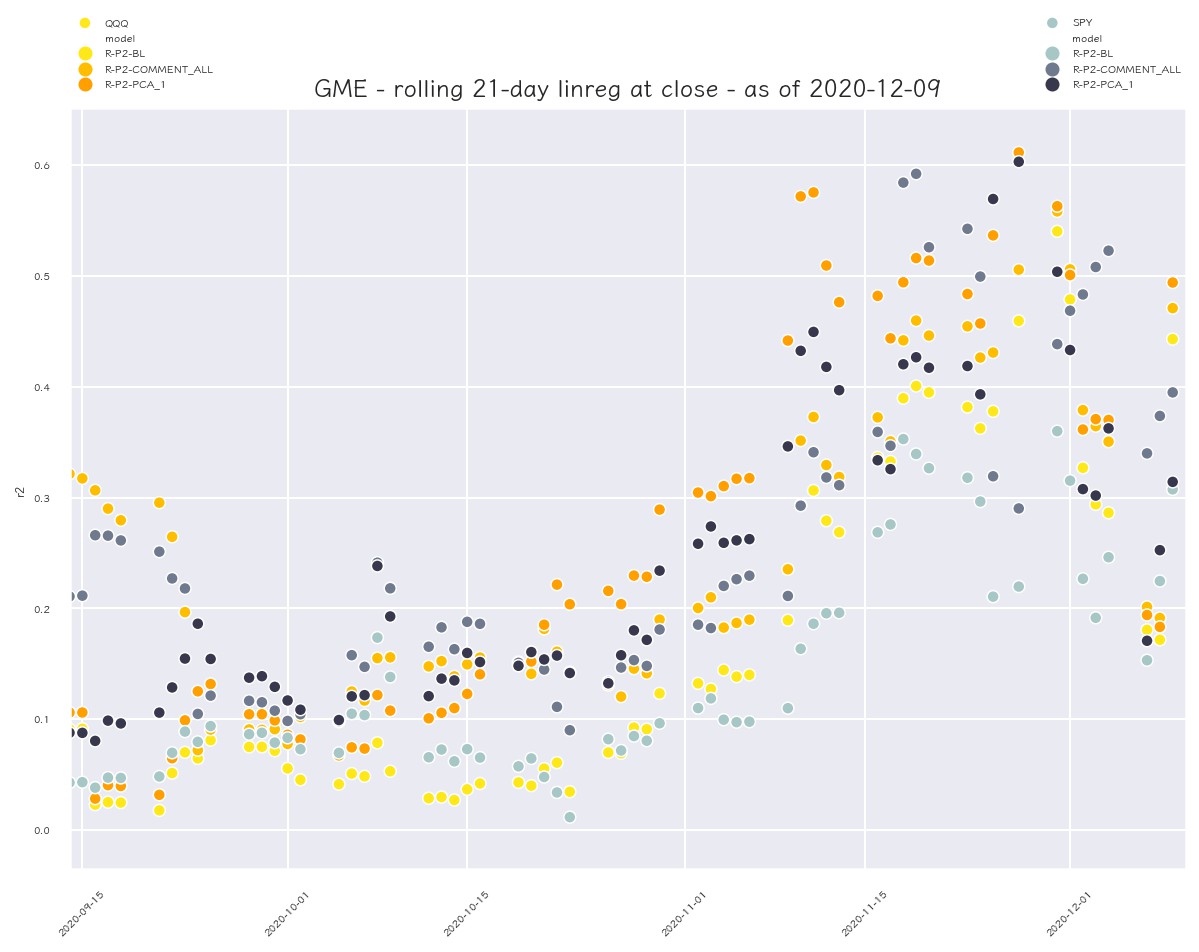 QQQ
model
R-P2-BL
R-P2-COMMENT_ALL
R-P2-PCA_1
SPY
model
R-P2-BL
R-P2-COMMENT_ALL
R-P2-PCA_1
GME - rolling 21-day linreg at close - as of 2020-12-09
0.6
0.5
0.4
0.3
0.2
0.1
0.0
r2
2020-09-15
2020-10-01
2020-10-15
2020-11-01
2020-11-15
2020-12-01